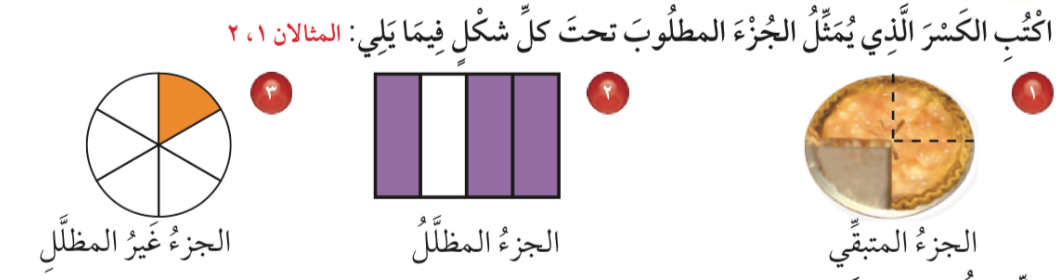 اكْتُبِ الكَسْرَ الَّذِي يُمَثِّلُ الجُزْءَ المطلُوبَ تحتَ كلِّ شكْلٍ فِيمَا يَلِي: المثالان ١، ٢
١ ٢ ٣
الجزءُ المتبقِّي الجزءُ المظلَّلُ الجزءُ غَيرُ المظلَّلِ